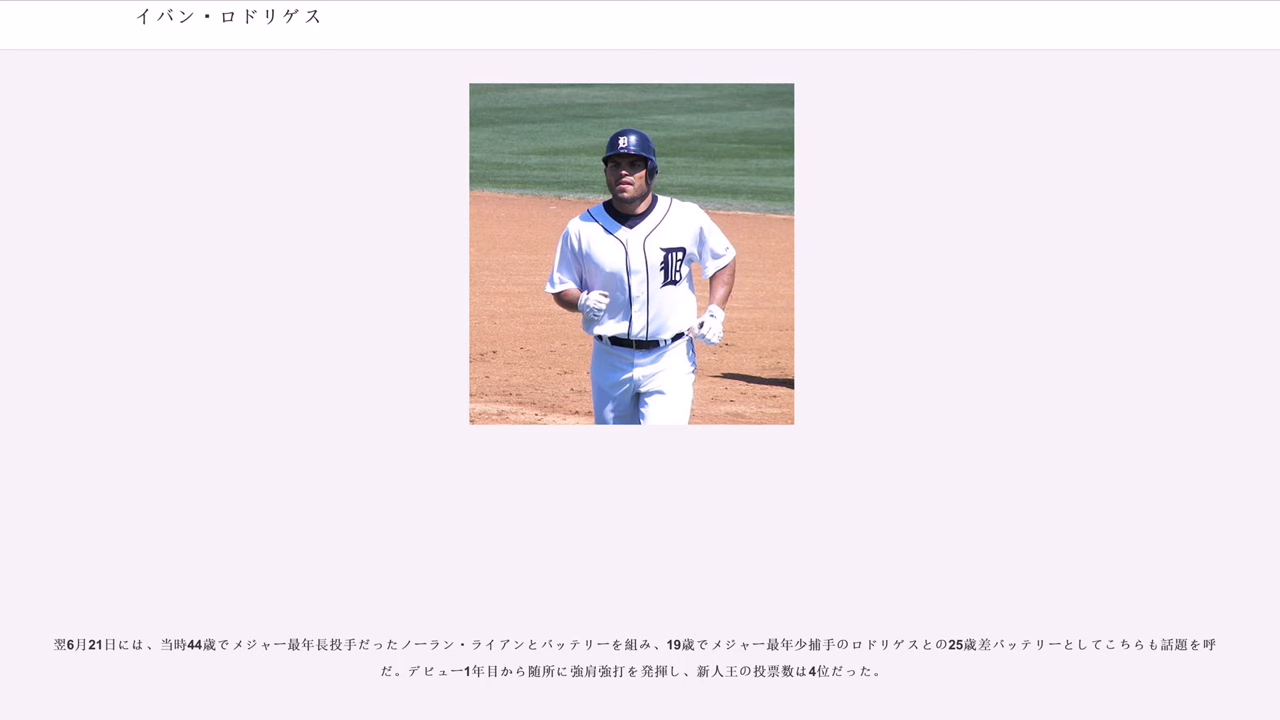 イバン・ロドリゲス
D
D
翌6月21日には、当時44歳でメジャー最年長投手だったノーラン・ライアンとバッテリーを組み、19歳でメジャー最年少捕手のロドリゲスとの25歳差バッテリーとしてこちらも話題を呼
だ。デビュー1年目から随所に強肩強打を発揮し、新人王の投票数は4位だった。